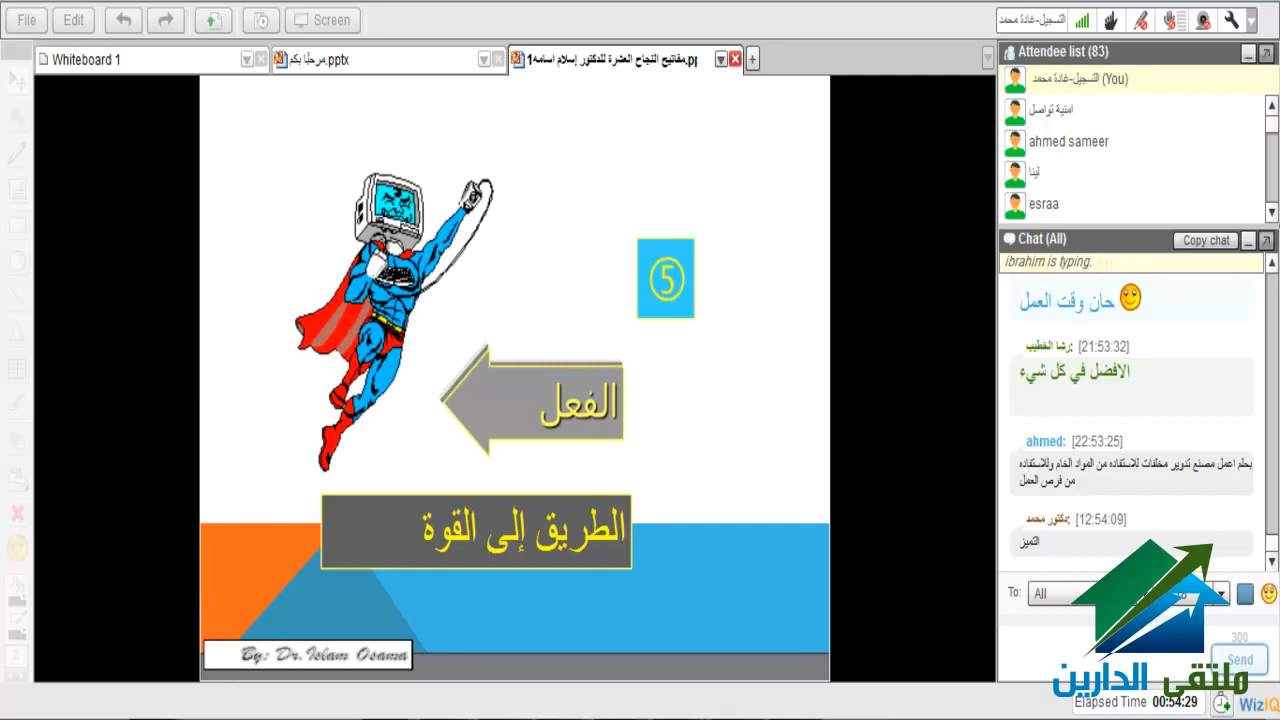 File
Edit
Screen
التسجيل-غادة محمد
Whiteboard 1
مرحبًا بكم.pptx
مفاتيح النجاح العشرة للدكتور إسلام اسامه1.pp
Attendee list (83)
التسجيل-غادة محمد (You)
امنية تواصل
ahmed sameer
لينا
esraa
Chat (All)
Copy chat
ibrahim is typing.
حان وقت العمل
رشا الخطيب: [21:53:32]
الافضل في كل شيء
ahmed: [22:53:25]
بحلم اعمل مصنع تدوير مخلفات للاستفاده من المواد الخام وللاستفاده
من فرص العمل
دكتور محمد: [12:54:09]
التميز
To:
All
300
Send
ملتقى الدارين
Elapsed Time 00:54:29
WizIQ
⑤
الفعل
الطريق إلى القوة
By: Dr.Islam Osama